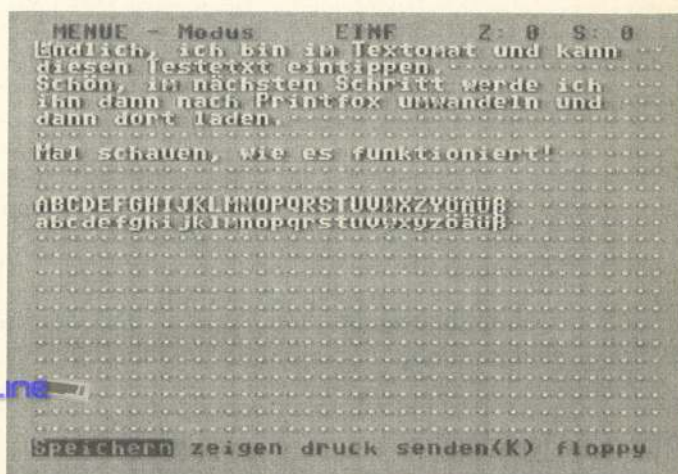 MENUE - Modus EINF Z: 0 S: 0
Endlich, ich bin im Textomat und kann
diesen Testetxt eintippen.
Schön, im nächsten Schritt werde ich
ihn dann nach Printfox umwandeln und
dann dort laden.
Mal schauen, wie es funktioniert!
ABCDEFGHIJKLMNOPQRSTUVWXZYÖÄÜß
abcdefghijklmnopqrstuvwxyzöäüß
Speichern zeigen druck senden(K) floppy